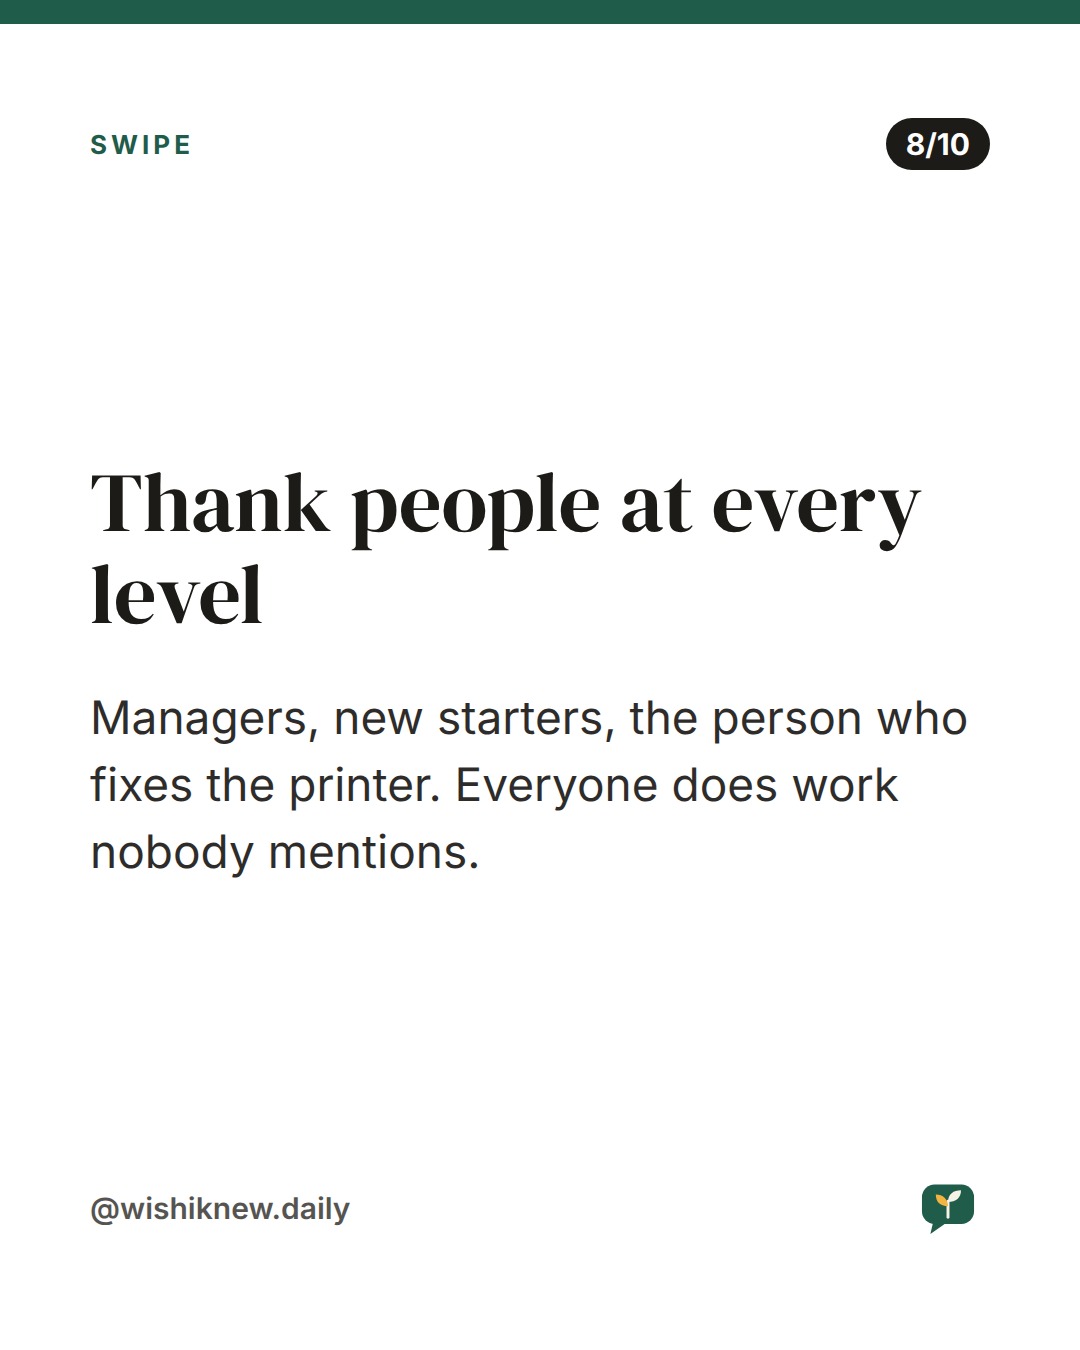 SWIPE
8/10
Thank people at every
level
Managers, new starters, the person who
fixes the printer. Everyone does work
nobody mentions.
@wishiknew.daily